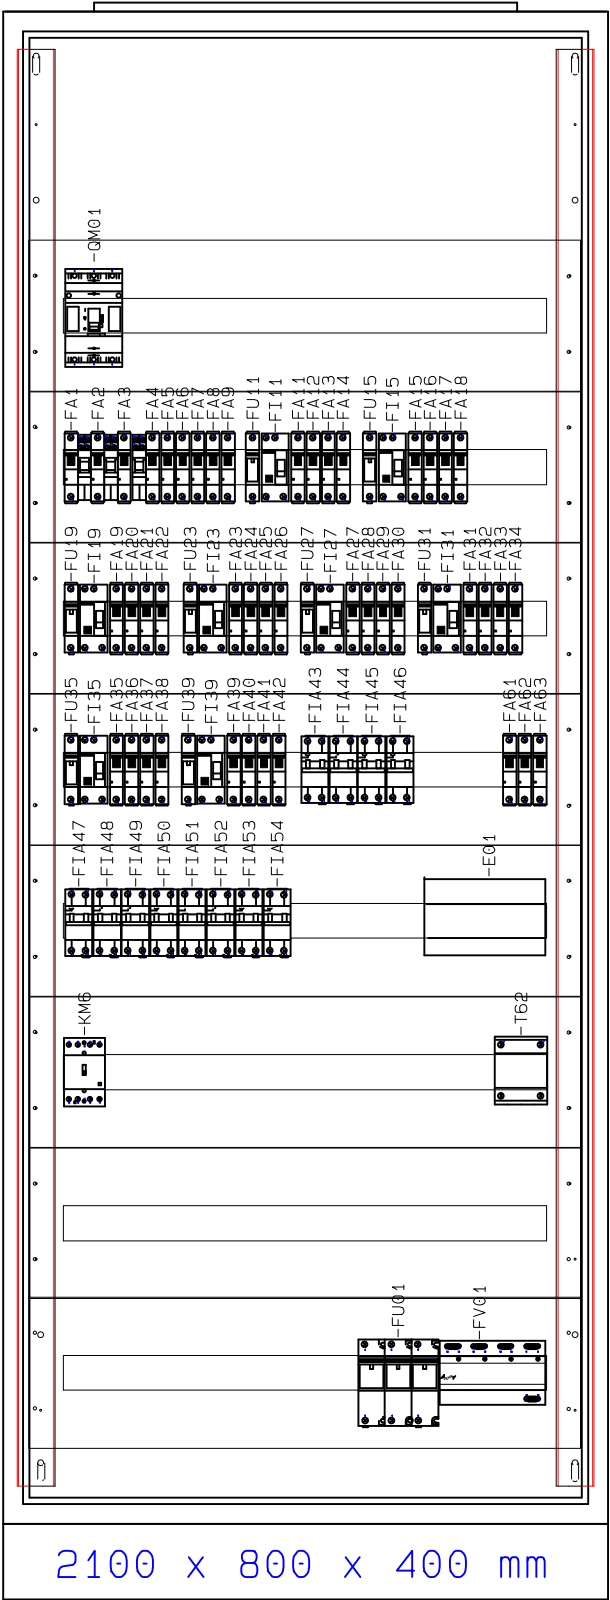 -QM01
-FA1 -FA2 -FA3 -FA4 -FA5 -FA6 -FA7 -FA8 -FA9 -FU11 -FI11 -FA11 -FA12 -FA13 -FA14 -FU15 -FI15 -FA15 -FA16 -FA17 -FA18
-FU19 -FI19 -FA19 -FA20 -FA21 -FA22 -FU23 -FI23 -FA23 -FA24 -FA25 -FA26 -FU27 -FI27 -FA27 -FA28 -FA29 -FA30 -FU31 -FI31 -FA31 -FA32 -FA33 -FA34
-FU35 -FI35 -FA35 -FA36 -FA37 -FA38 -FU39 -FI39 -FA39 -FA40 -FA41 -FA42 -FIA43 -FIA44 -FIA45 -FIA46 -FA61 -FA62 -FA63
-FIA47 -FIA48 -FIA49 -FIA50 -FIA51 -FIA52 -FIA53 -FIA54 -E01
-KM6 -T62
-FU01 -FV01
2100 x 800 x 400 mm